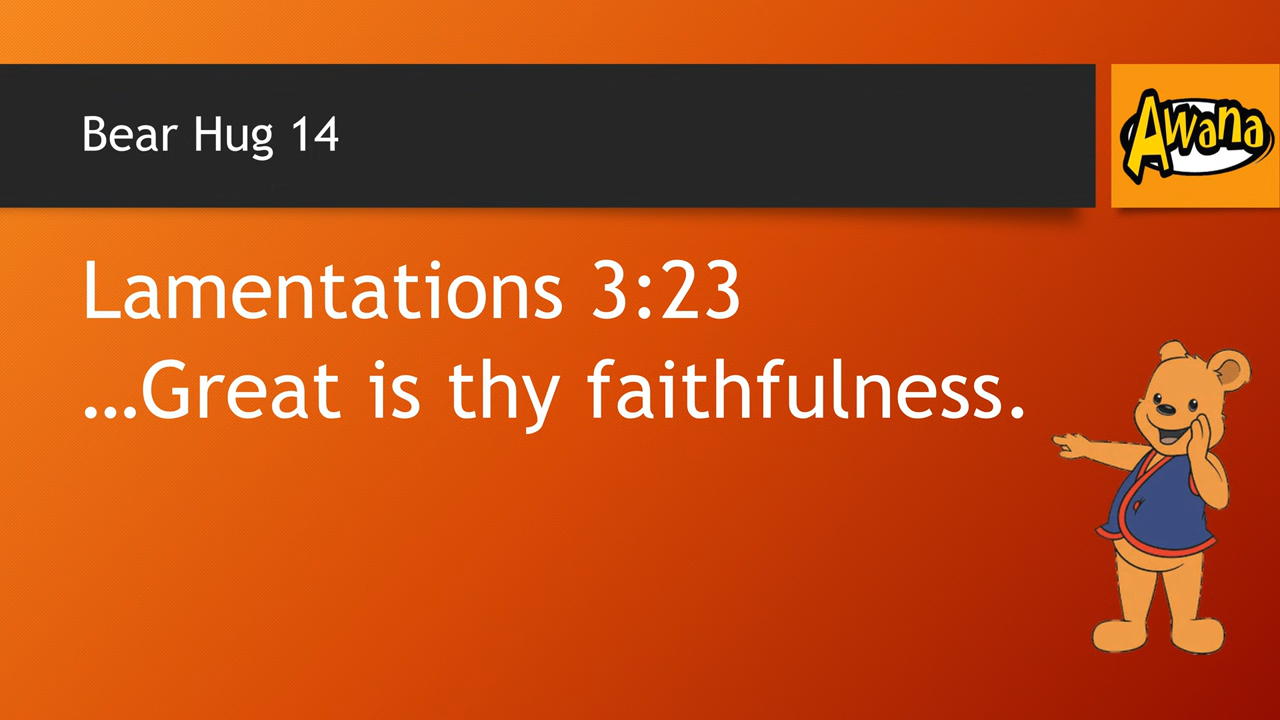 Bear Hug 14
Awana
Lamentations 3:23
...Great is thy faithfulness.